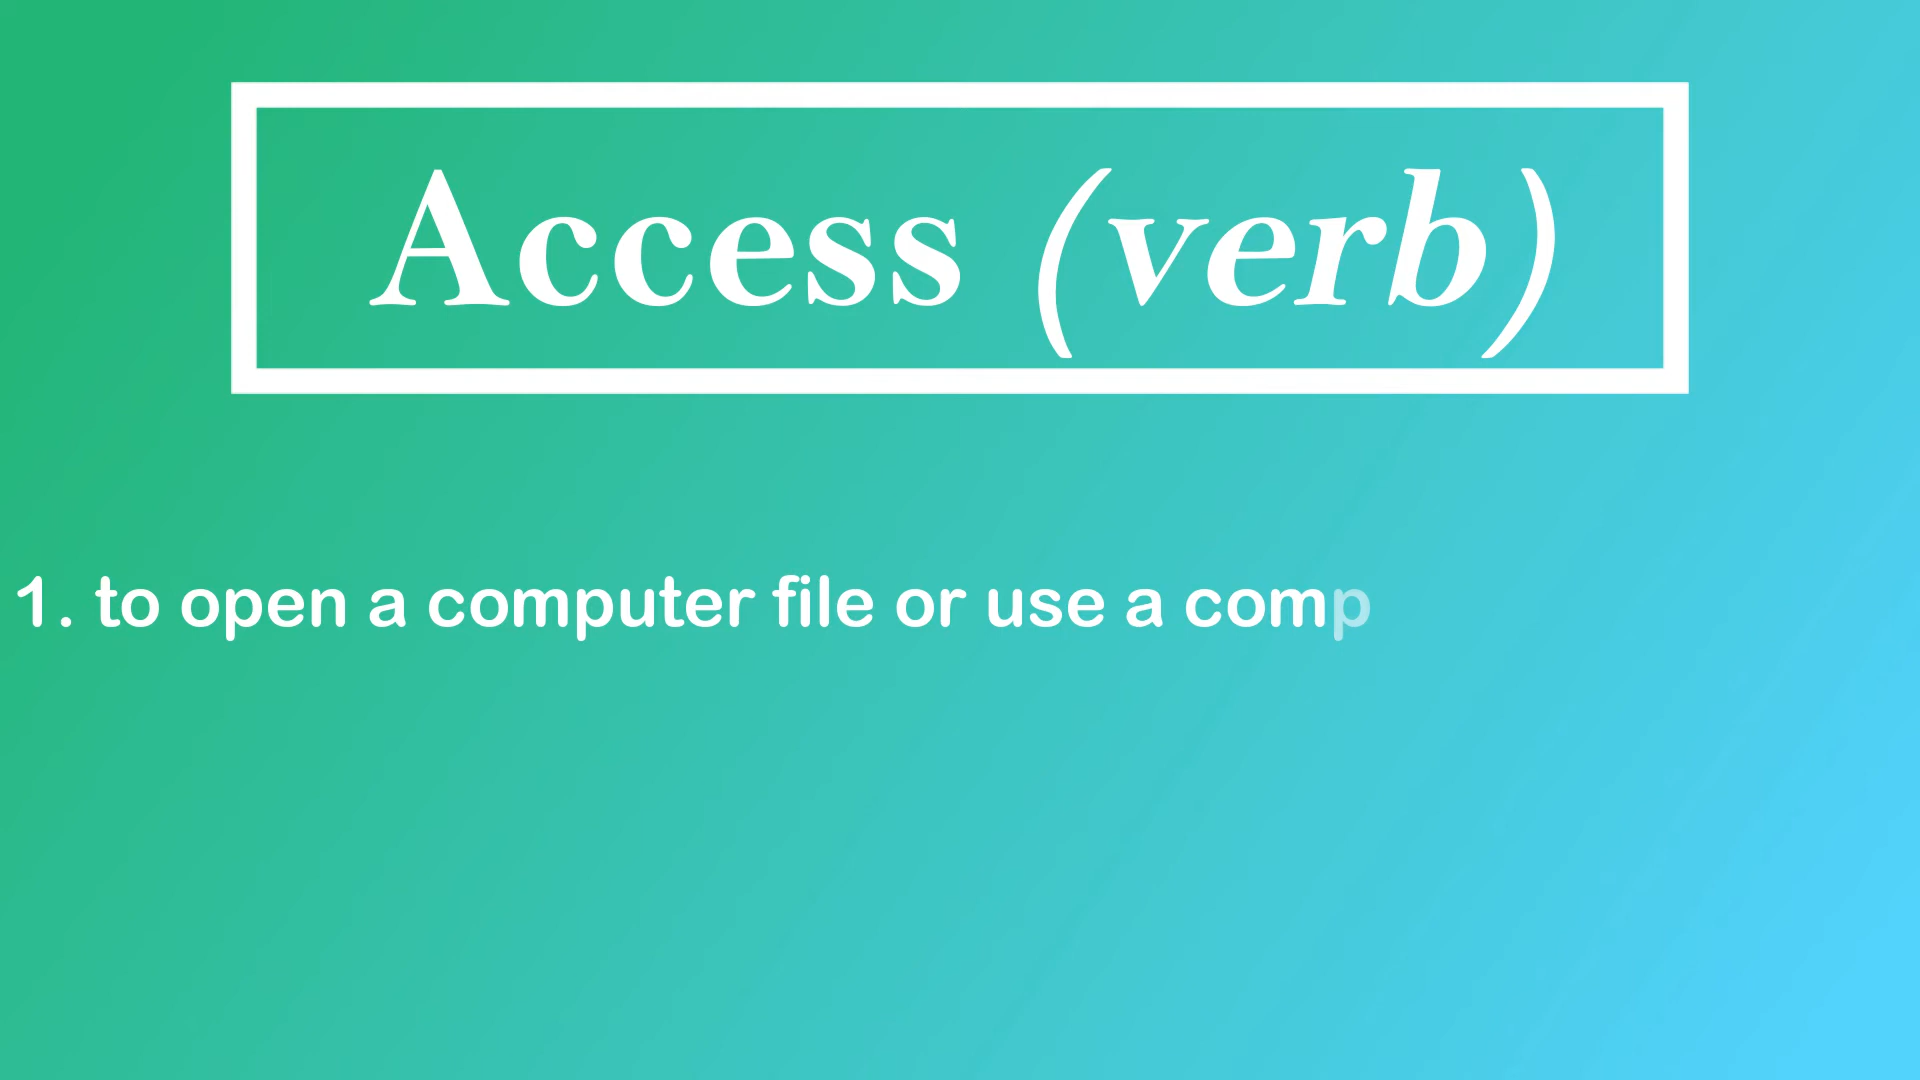 Access (verb)
1. to open a computer file or use a comp